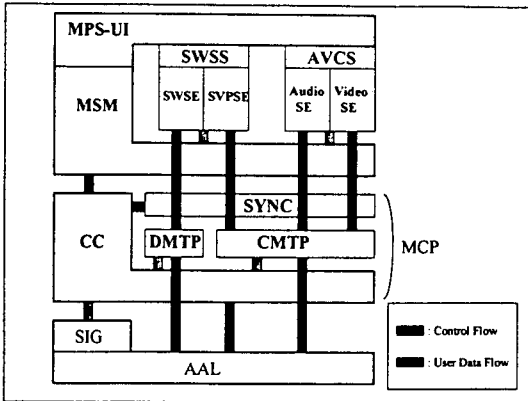 MPS-UI
SWSS
AVCS
MSM
SWSE
SVPSE
Audio
SE
Video
SE
SYNC
CC
DMTP
CMTP
MCP
SIG
AAL
: Control Flow
: User Data Flow